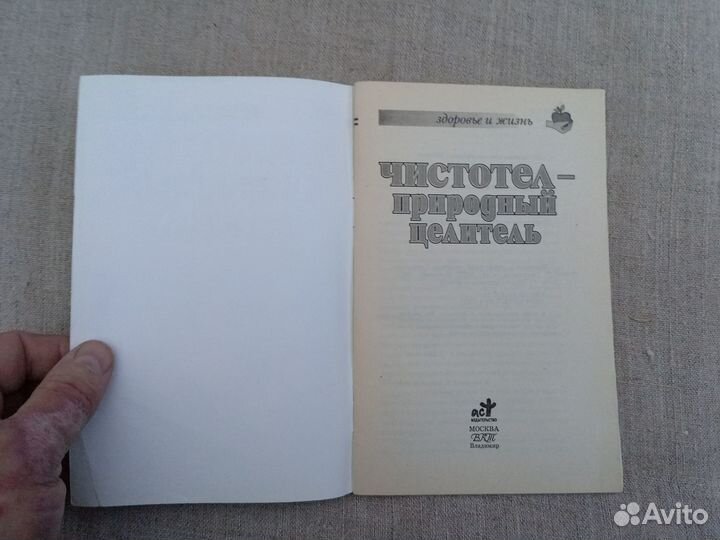 здоровье и жизнь
ЧИСТОТЕЛ –
природный
целитель
аст
издательство
МОСКВА
ВКТ
Владимир
Avito